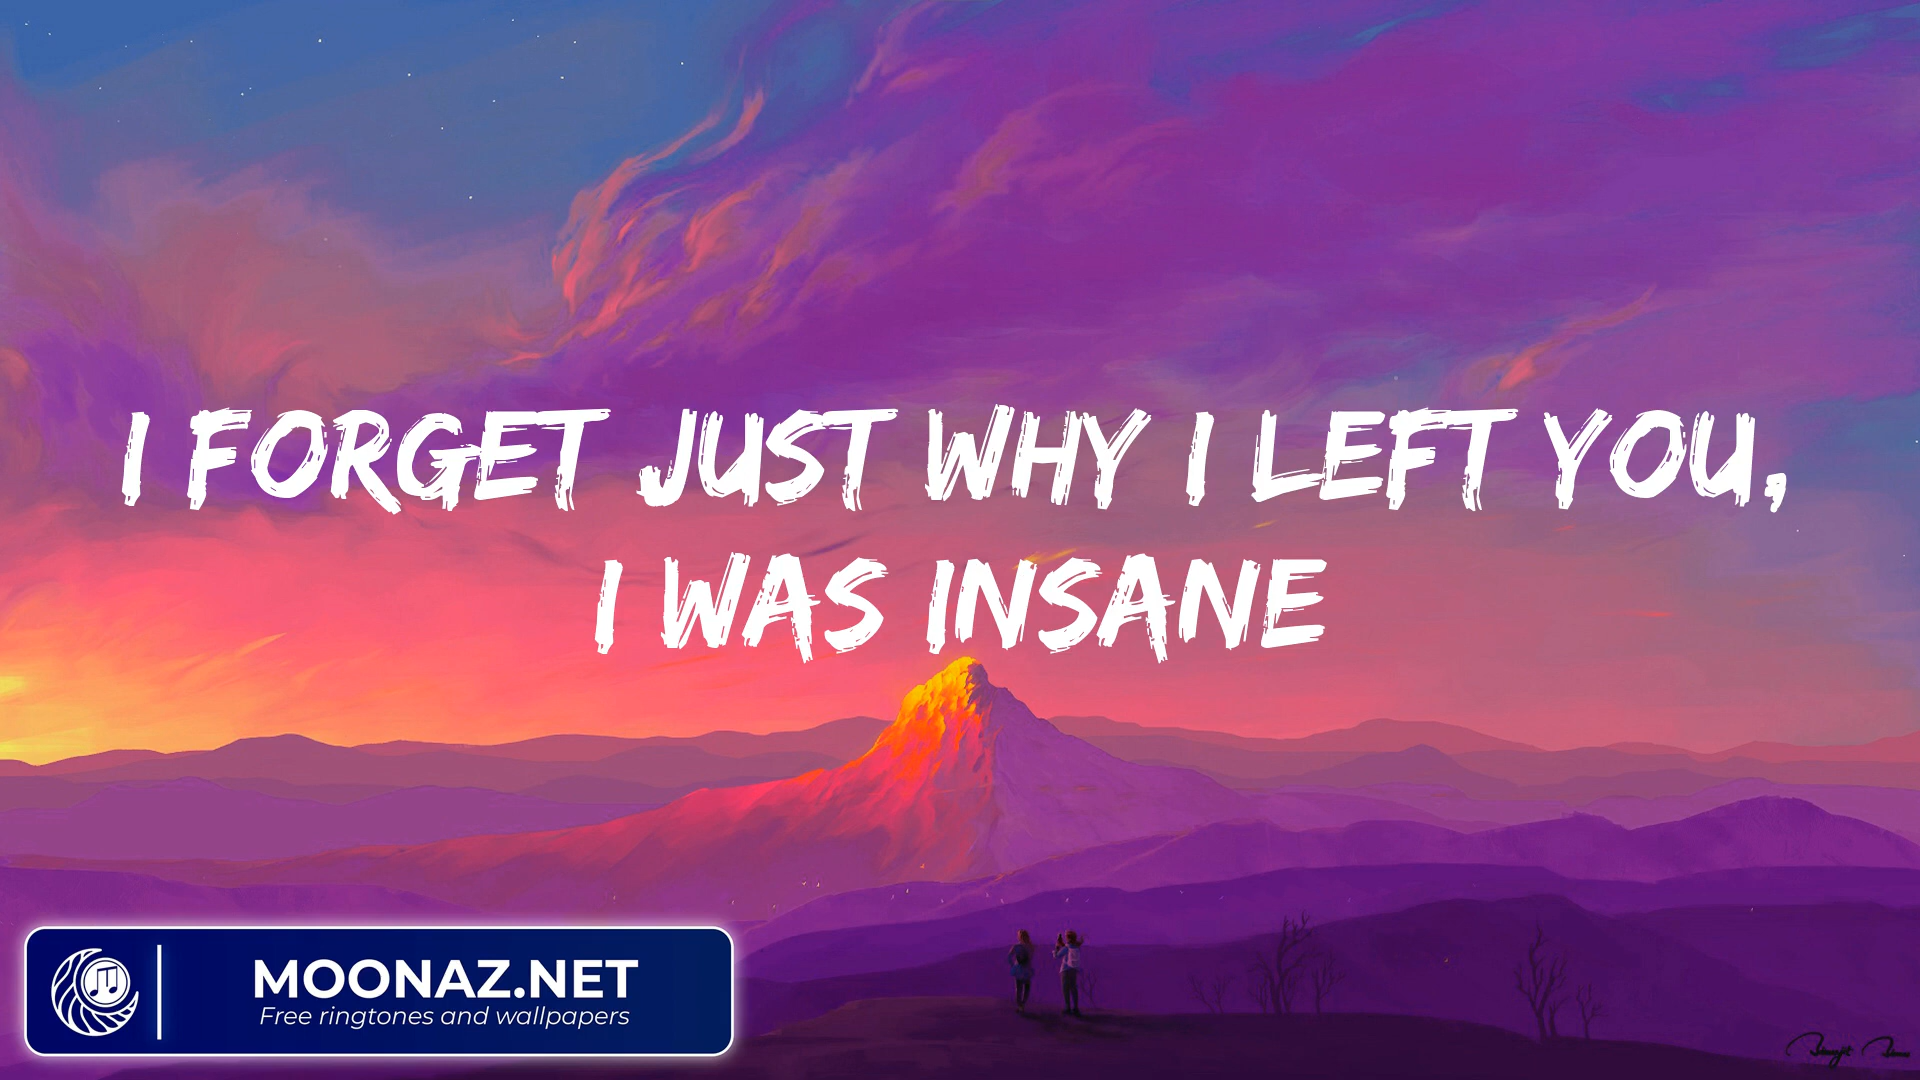 I FORGET JUST WHY I LEFT YOU,
I WAS INSANE
MOONAZ.NET
Free ringtones and wallpapers